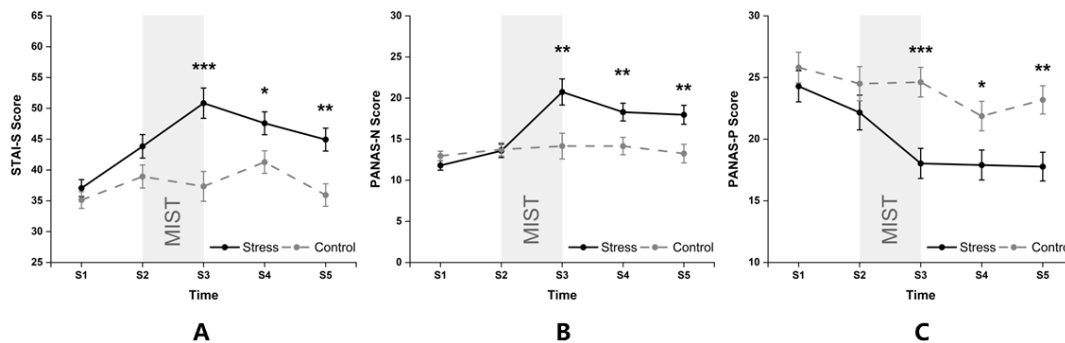 65
60
55
50
45
40
35
30
25
STAI-S Score
***
*
**
MIST
Stress
Control
S1 S2 S3 S4 S5
Time
A
30
25
20
15
10
5
0
PANAS-N Score
**
**
**
MIST
Stress
Control
S1 S2 S3 S4 S5
Time
B
30
25
20
15
10
PANAS-P Score
***
*
**
MIST
Stress
Control
S1 S2 S3 S4 S5
Time
C